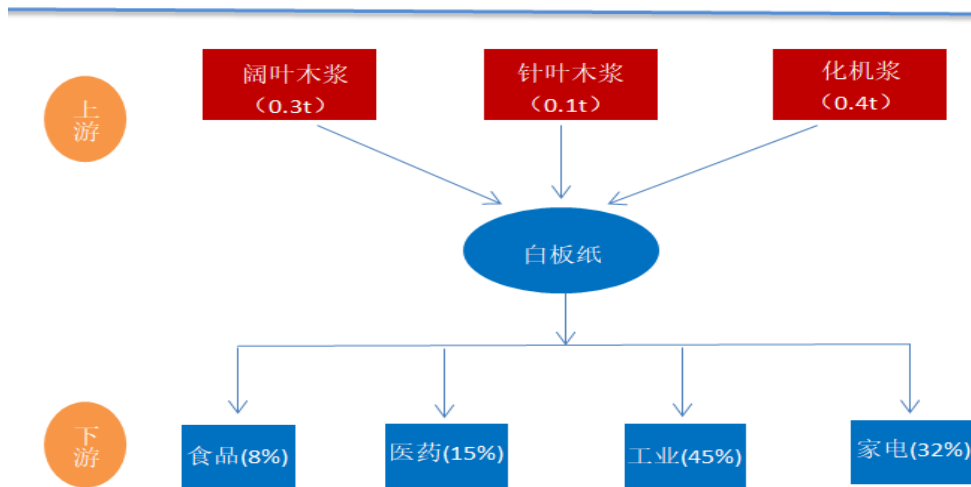 上游
阔叶木浆
（0.3t）
针叶木浆
（0.1t）
化机浆
（0.4t）
白板纸
下游
食品(8%)
医药(15%)
工业(45%)
家电(32%)